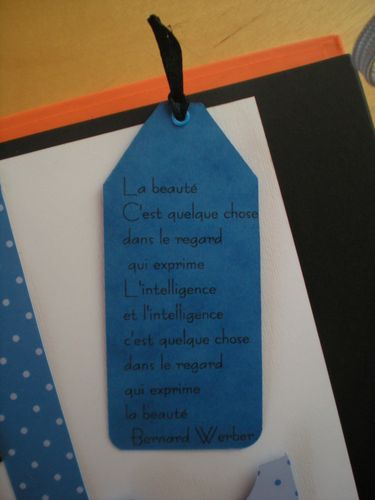 La beauté
C'est quelque chose
dans le regard
qui exprime
L'intelligence
et l'intelligence
c'est quelque chose
dans le regard
qui exprime
la beauté
Bernard Werber